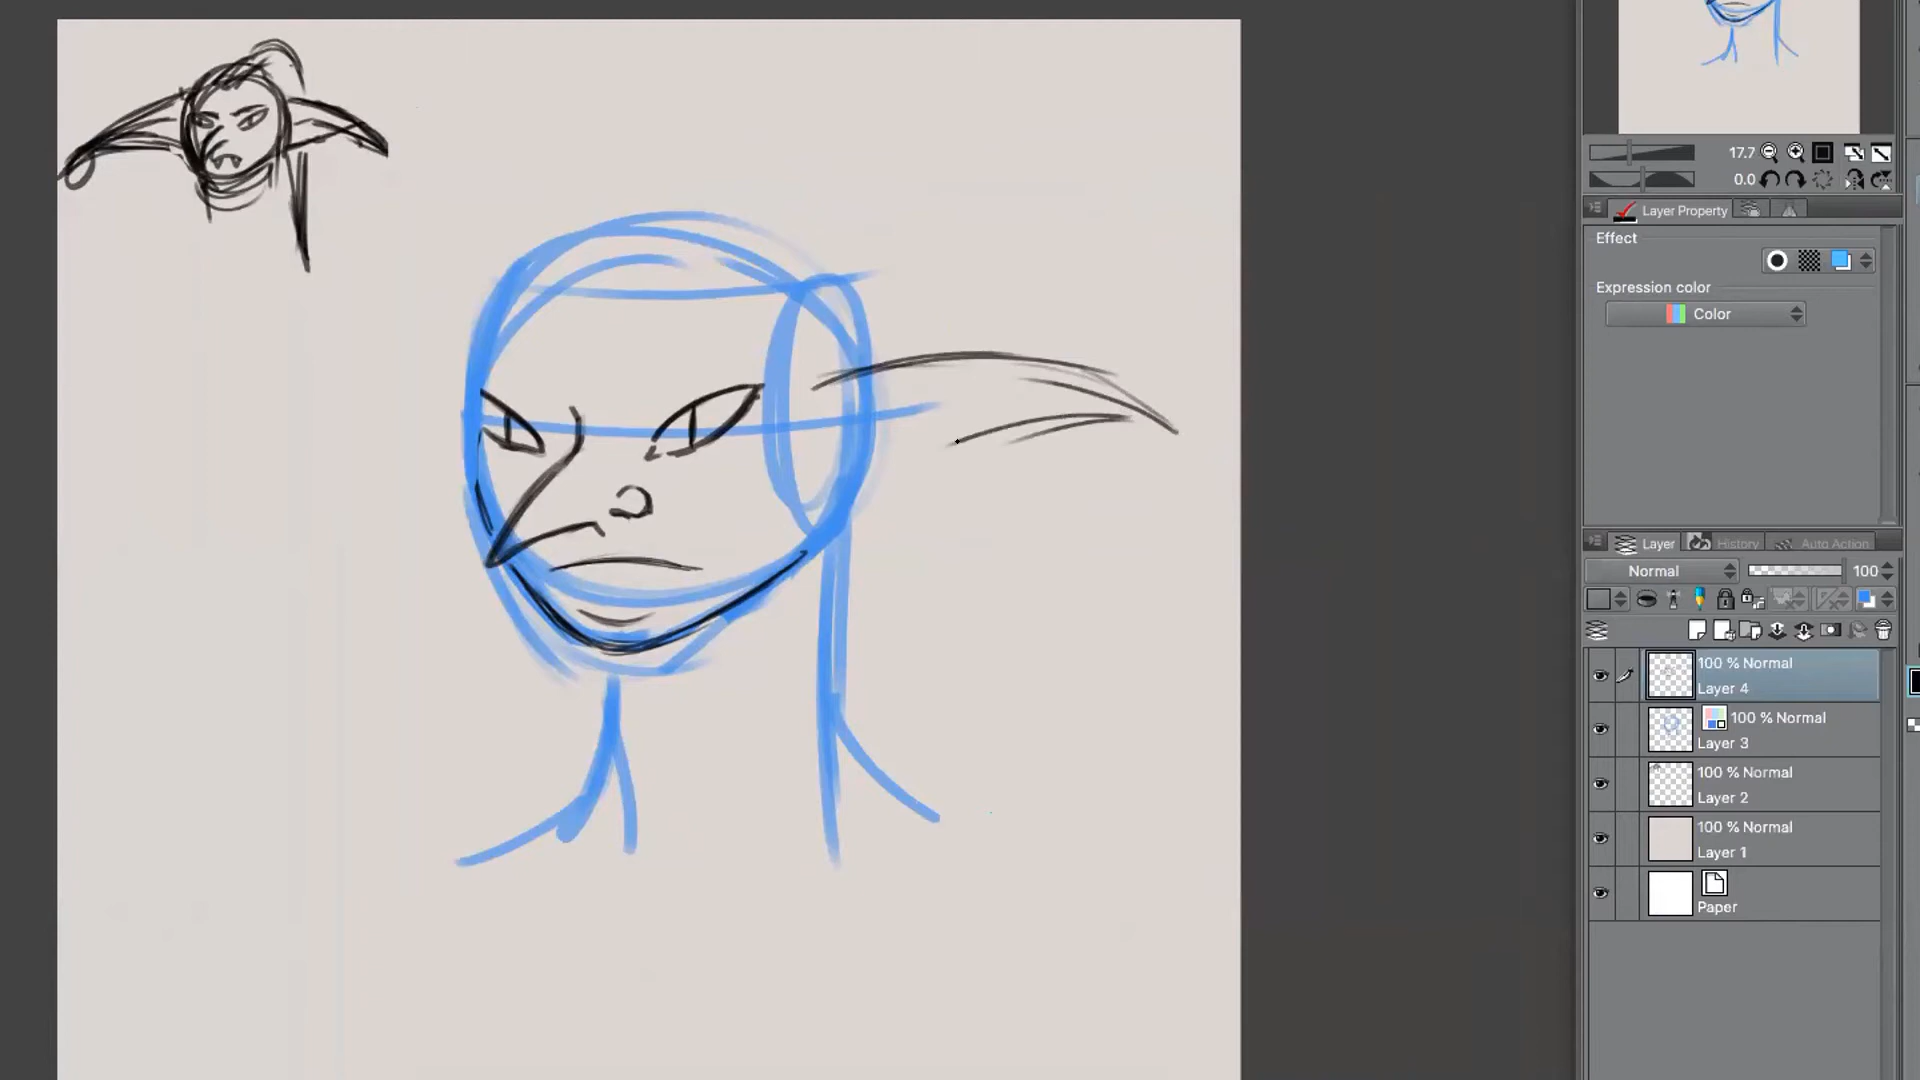 17.7
0.0
Layer Property
Effect
Expression color
Color
Layer History Auto Action
Normal 100
100 % Normal
Layer 4
100 % Normal
Layer 3
100 % Normal
Layer 2
100 % Normal
Layer 1
Paper